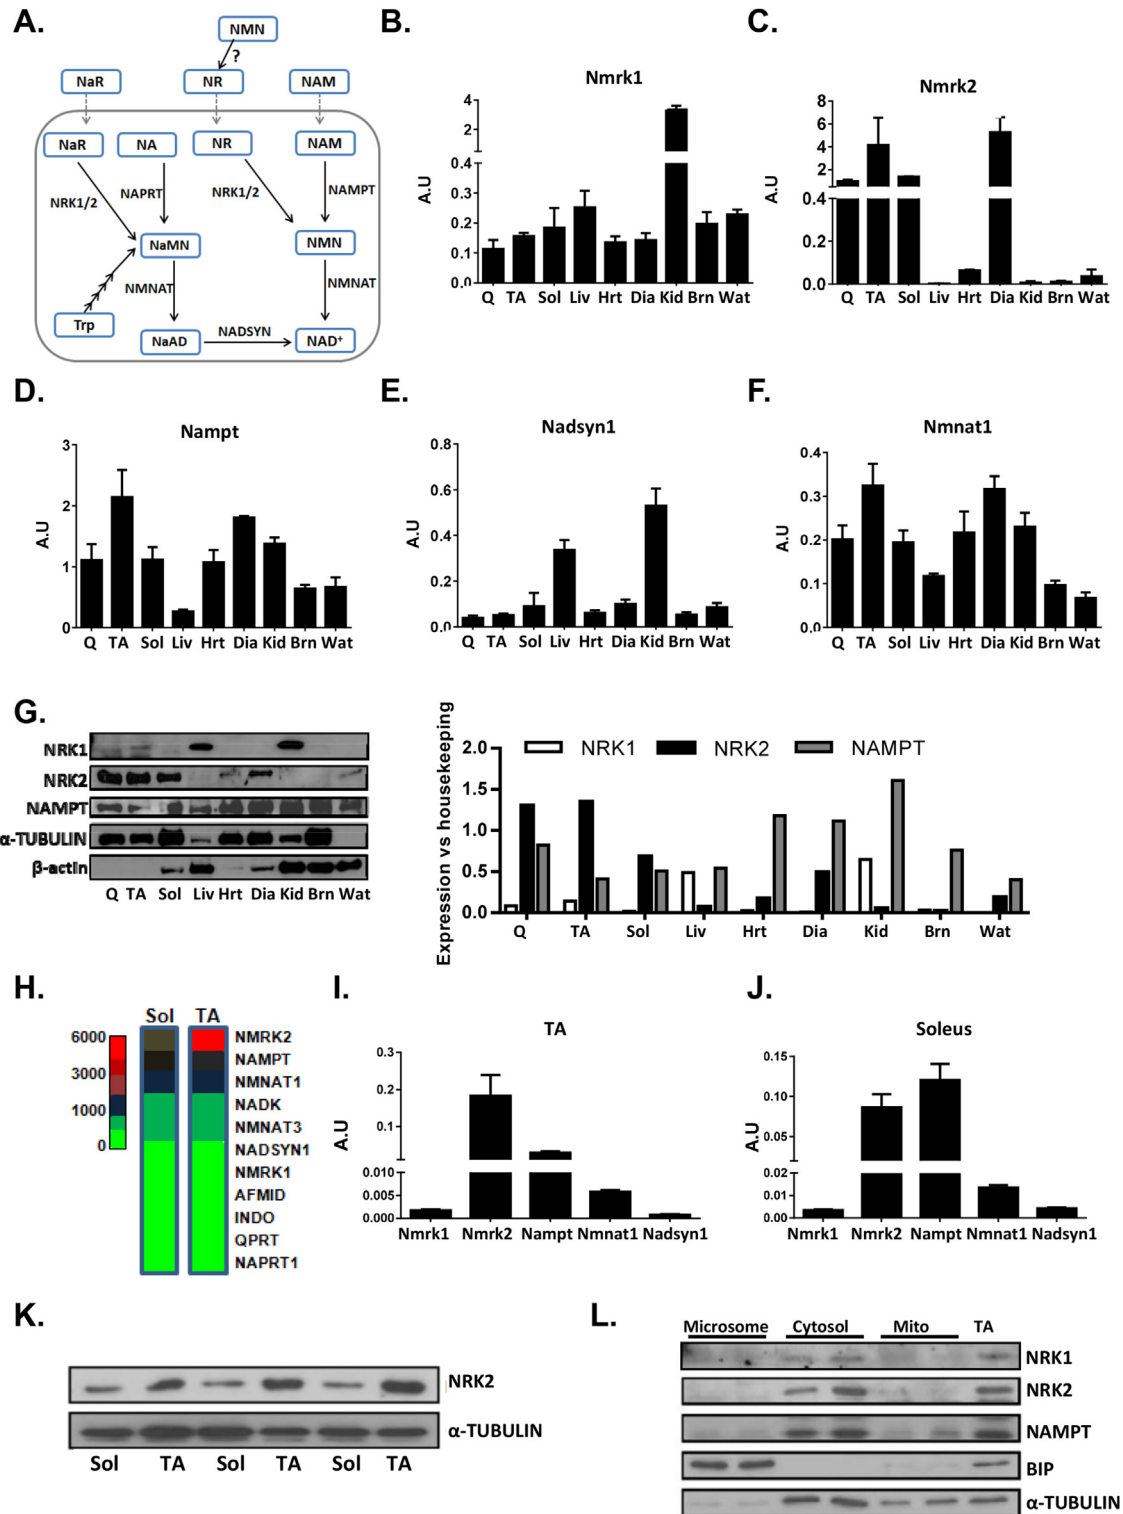 A.
NMN
?
NaR NR NAM
NaR NA NR NAM
NRK1/2 NAPRT NRK1/2 NAMPT
NaMN NMN
NMNAT NMNAT
Trp
NaAD NADSYN NAD+
B.
Nmrk1
A.U
4
2
0.4
0.3
0.2
0.1
0.0
Q TA Sol Liv Hrt Dia Kid Brn Wat
C.
Nmrk2
A.U
8
6
4
2
0.4
0.2
0.0
Q TA Sol Liv Hrt Dia Kid Brn Wat
D.
Nampt
A.U
3
2
1
0
Q TA Sol Liv Hrt Dia Kid Brn Wat
E.
Nadsyn1
A.U
0.8
0.6
0.4
0.2
0.0
Q TA Sol Liv Hrt Dia Kid Brn Wat
F.
Nmnat1
A.U
0.4
0.3
0.2
0.1
0.0
Q TA Sol Liv Hrt Dia Kid Brn Wat
G.
NRK1
NRK2
NAMPT
α-TUBULIN
β-actin
Q TA Sol Liv Hrt Dia Kid Brn Wat
Expression vs housekeeping
NRK1 NRK2 NAMPT
2.0
1.5
1.0
0.5
0.0
Q TA Sol Liv Hrt Dia Kid Brn Wat
H.
Sol TA
6000
3000
1000
0
NMRK2
NAMPT
NMNAT1
NADK
NMNAT3
NADSYN1
NMRK1
AFMID
INDO
QPRT
NAPRT1
I.
TA
A.U
0.3
0.2
0.1
0.010
0.005
0.000
Nmrk1 Nmrk2 Nampt Nmnat1 Nadsyn1
J.
Soleus
A.U
0.15
0.10
0.05
0.02
0.01
0.00
Nmrk1 Nmrk2 Nampt Nmnat1 Nadsyn1
K.
NRK2
α-TUBULIN
Sol TA Sol TA Sol TA
L.
Microsome Cytosol Mito TA
NRK1
NRK2
NAMPT
BIP
α-TUBULIN